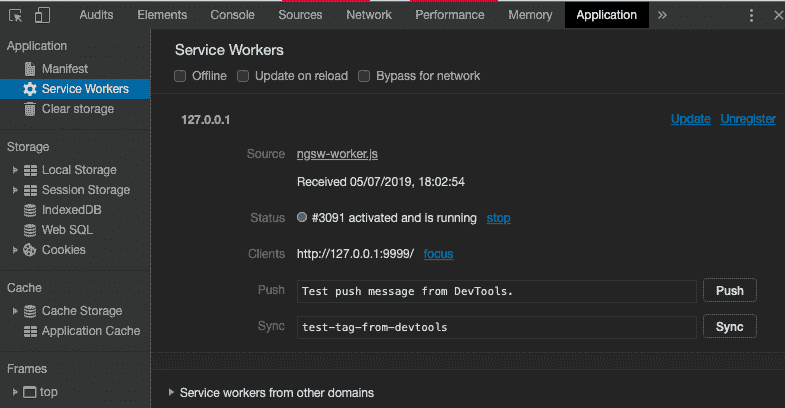 Audits Elements Console Sources Network Performance Memory Application »
Application
Manifest
Service Workers
Clear storage
Storage
Local Storage
Session Storage
IndexedDB
Web SQL
Cookies
Cache
Cache Storage
Application Cache
Frames
top
Service Workers
Offline Update on reload Bypass for network
127.0.0.1 Update Unregister
Source ngsw-worker.js
Received 05/07/2019, 18:02:54
Status #3091 activated and is running stop
Clients http://127.0.0.1:9999/ focus
Push Test push message from DevTools. Push
Sync test-tag-from-devtools Sync
Service workers from other domains